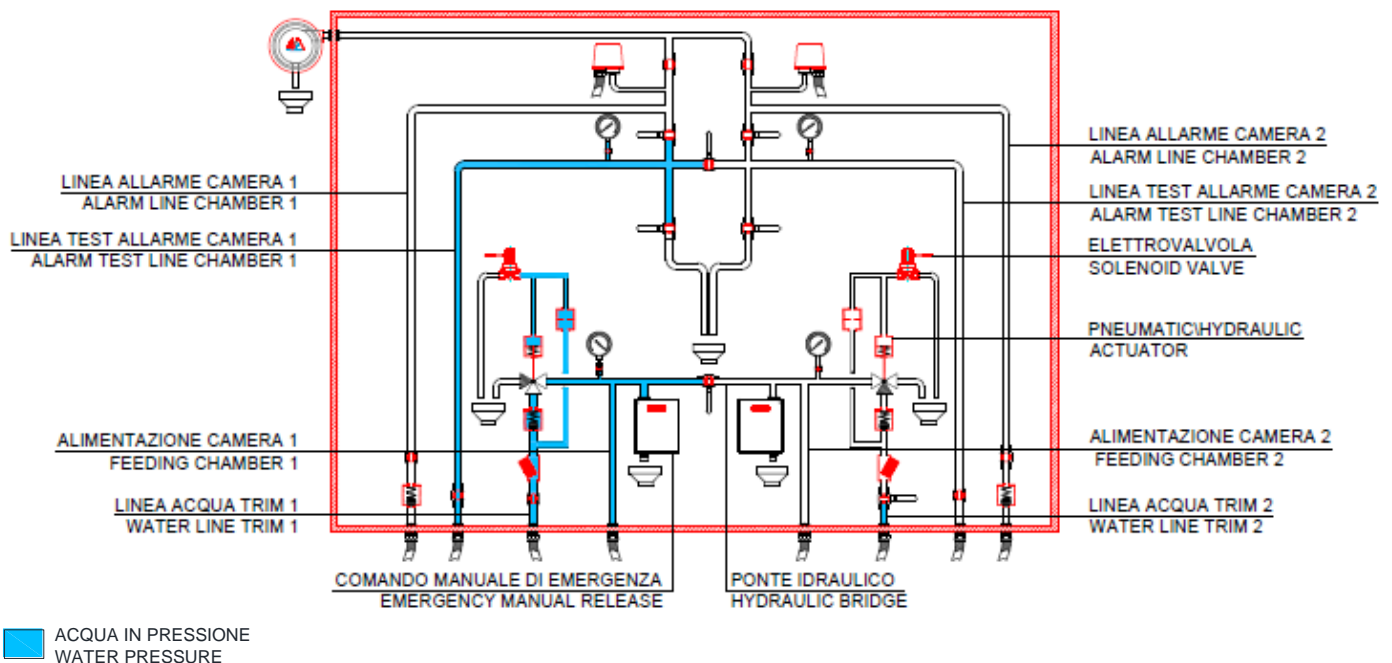 LINEA ALLARME CAMERA 1
ALARM LINE CHAMBER 1
LINEA TEST ALLARME CAMERA 1
ALARM TEST LINE CHAMBER 1
ALIMENTAZIONE CAMERA 1
FEEDING CHAMBER 1
LINEA ACQUA TRIM 1
WATER LINE TRIM 1
LINEA ALLARME CAMERA 2
ALARM LINE CHAMBER 2
LINEA TEST ALLARME CAMERA 2
ALARM TEST LINE CHAMBER 2
ELETTROVALVOLA
SOLENOID VALVE
PNEUMATIC\HYDRAULIC
ACTUATOR
ALIMENTAZIONE CAMERA 2
FEEDING CHAMBER 2
LINEA ACQUA TRIM 2
WATER LINE TRIM 2
COMANDO MANUALE DI EMERGENZA
EMERGENCY MANUAL RELEASE
PONTE IDRAULICO
HYDRAULIC BRIDGE
ACQUA IN PRESSIONE
WATER PRESSURE